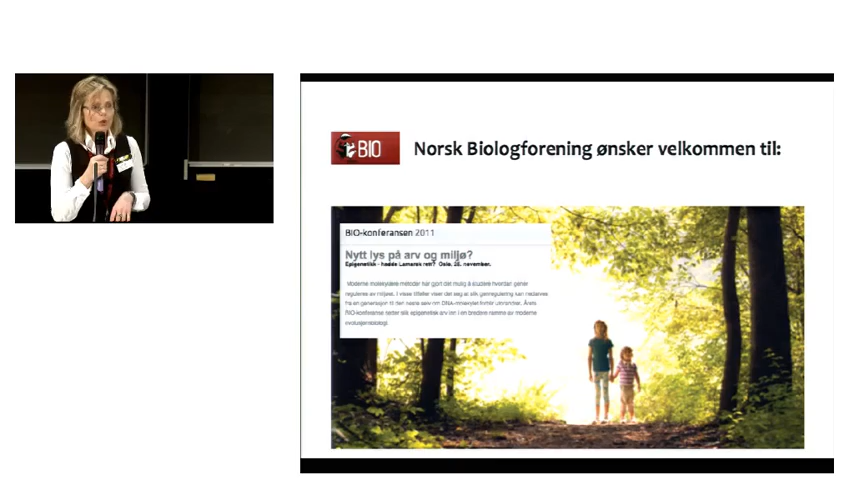 BIO
Norsk Biologforening ønsker velkommen til:
BIO-konferansen 2011
Nytt lys på arv og miljø?
Epigenetikk - hadde Lamarck rett? Oslo, 25. november.
Moderne molekylære metoder har gjort det mulig å studere hvordan gener
reguleres av miljøet. I visse tilfeller viser det seg at slik genregulering kan nedarves
fra en generasjon til den neste selv om DNA-molekylet forblir uforandret. Årets
BIO-konferanse setter slik epigenetisk arv inn i en bredere ramme av moderne
evolusjonsbiologi.